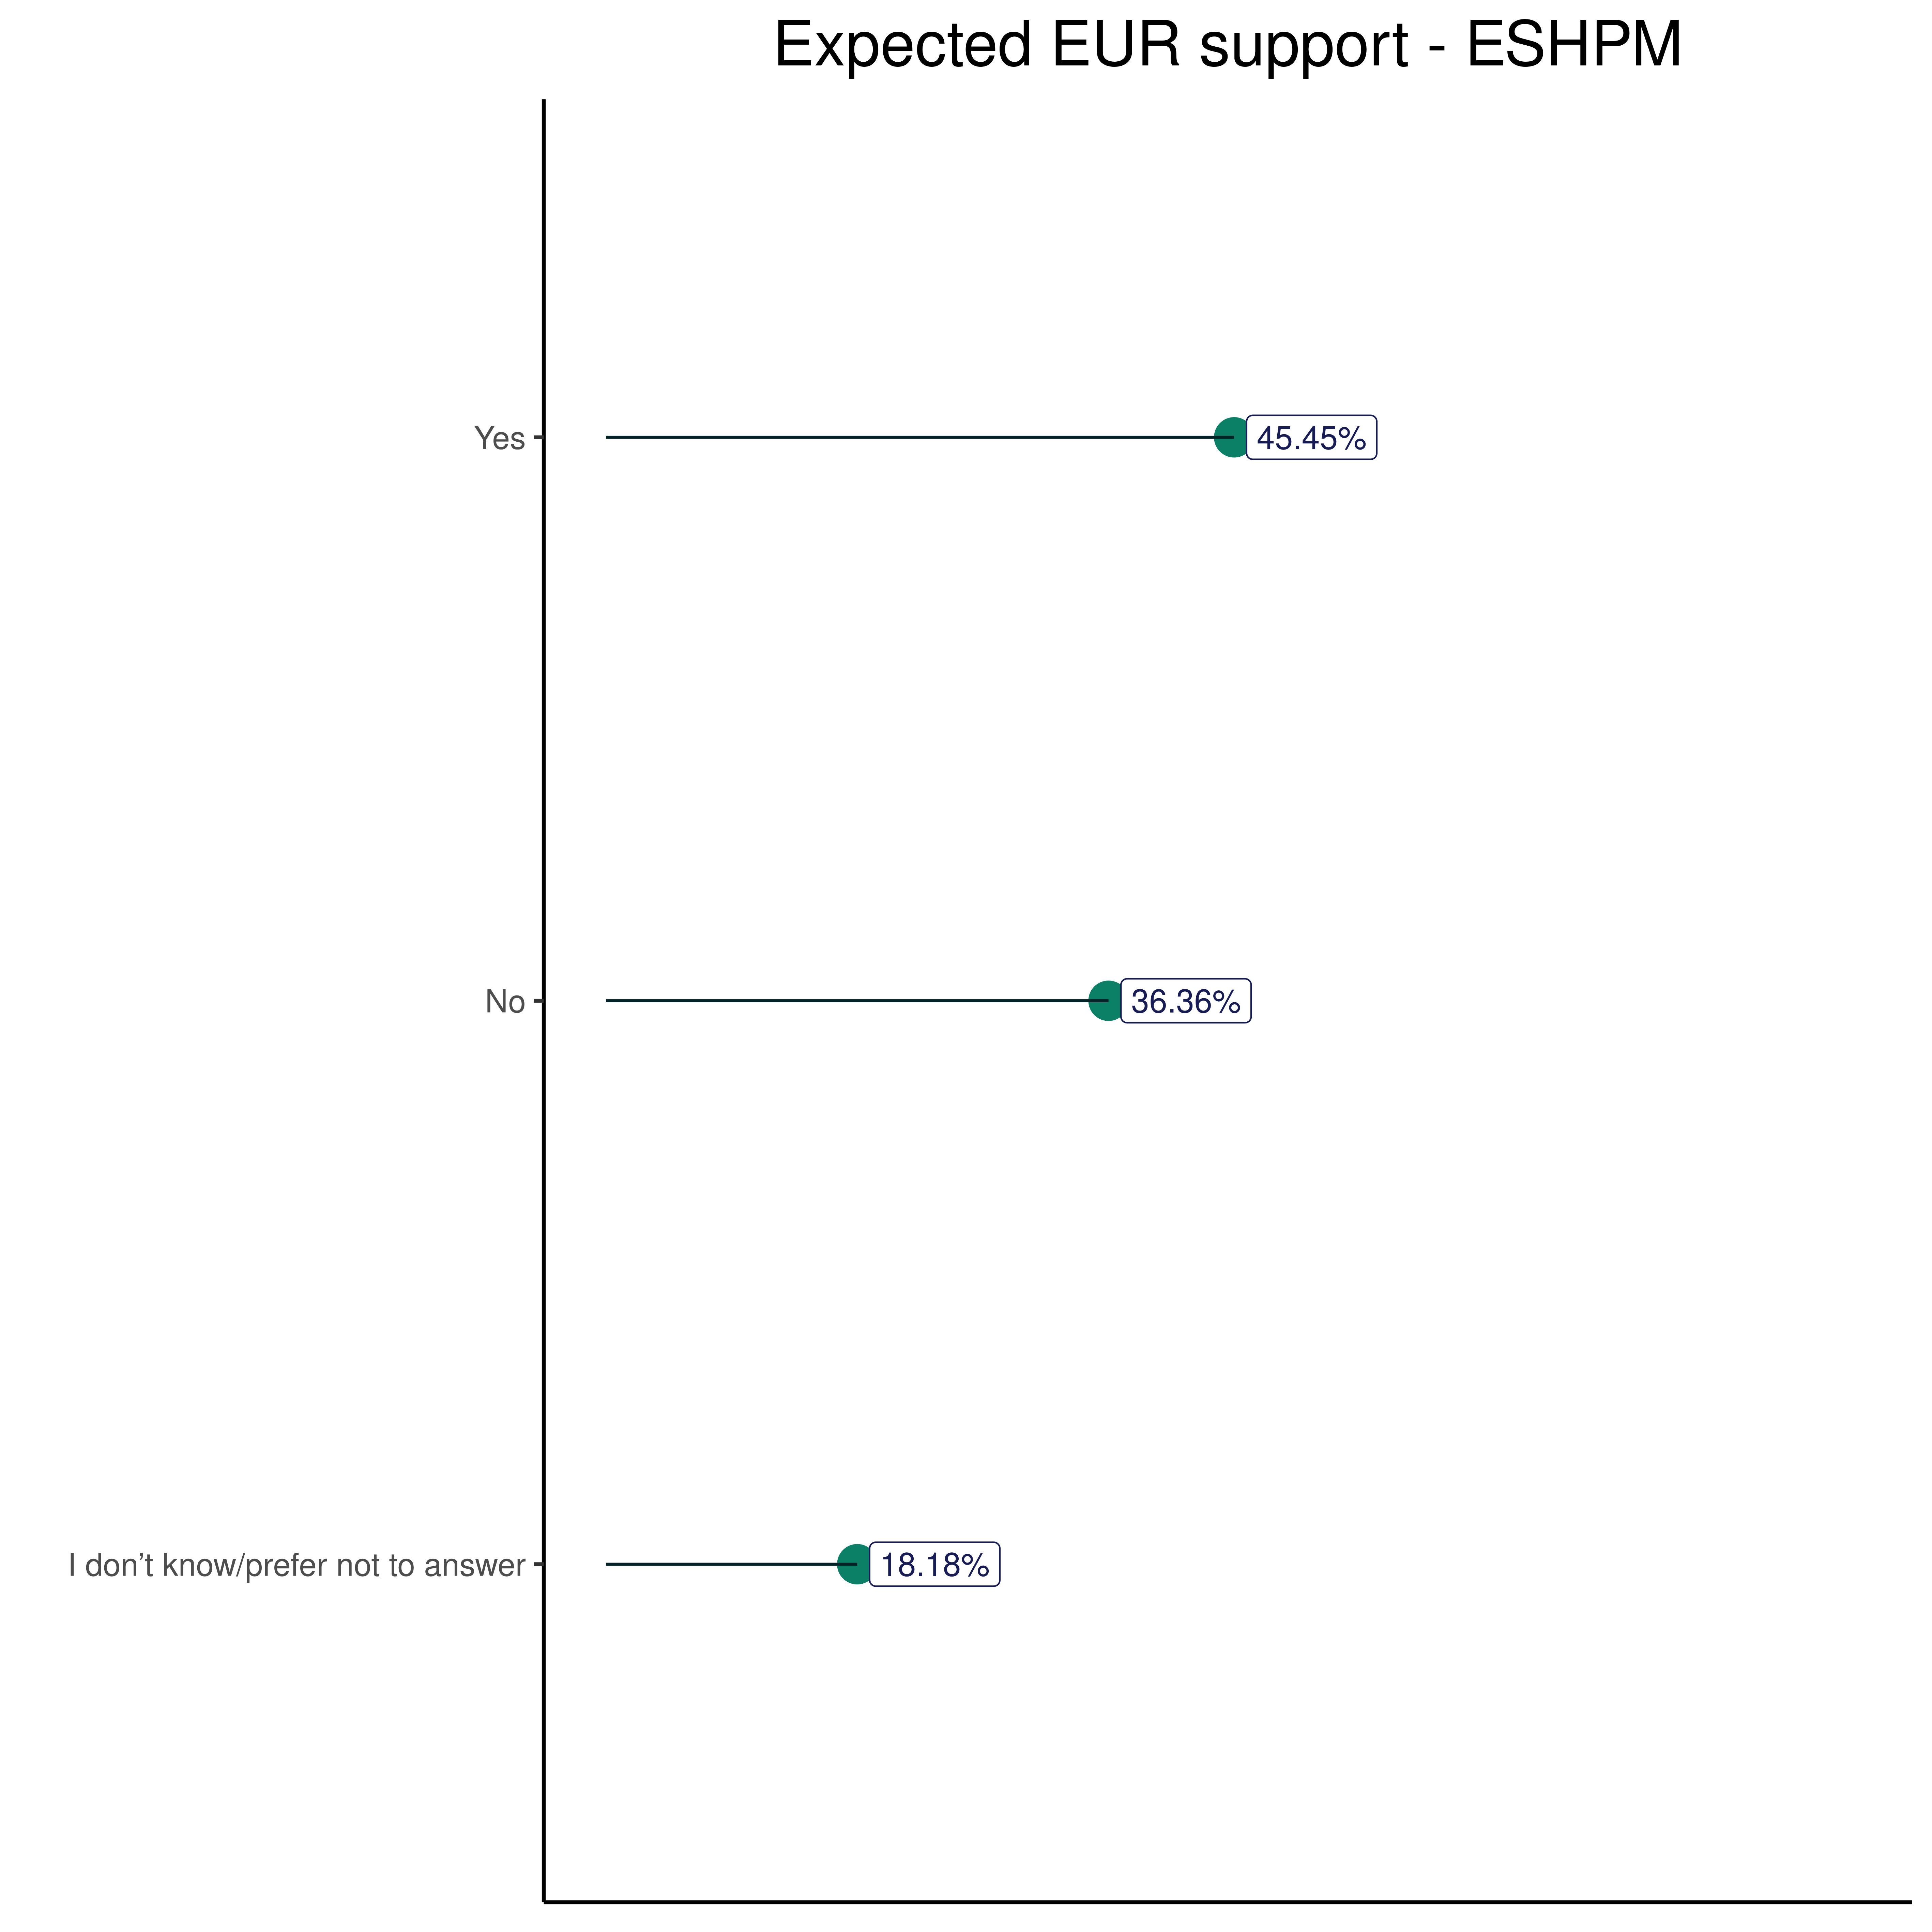 Expected EUR support - ESHPM
Yes
45.45%
No
36.36%
I don’t know/prefer not to answer
18.18%